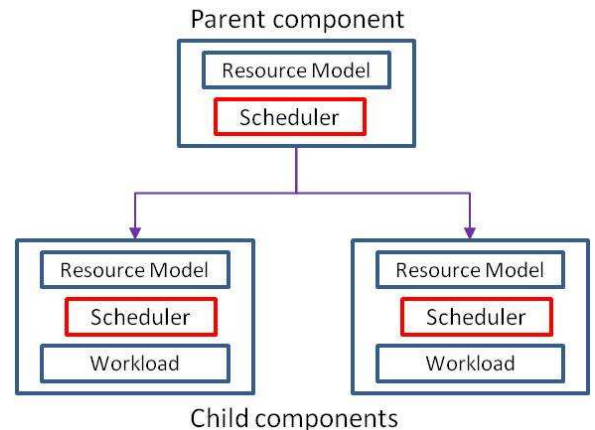 Parent component
Resource Model
Scheduler
Resource Model
Scheduler
Workload
Resource Model
Scheduler
Workload
Child components